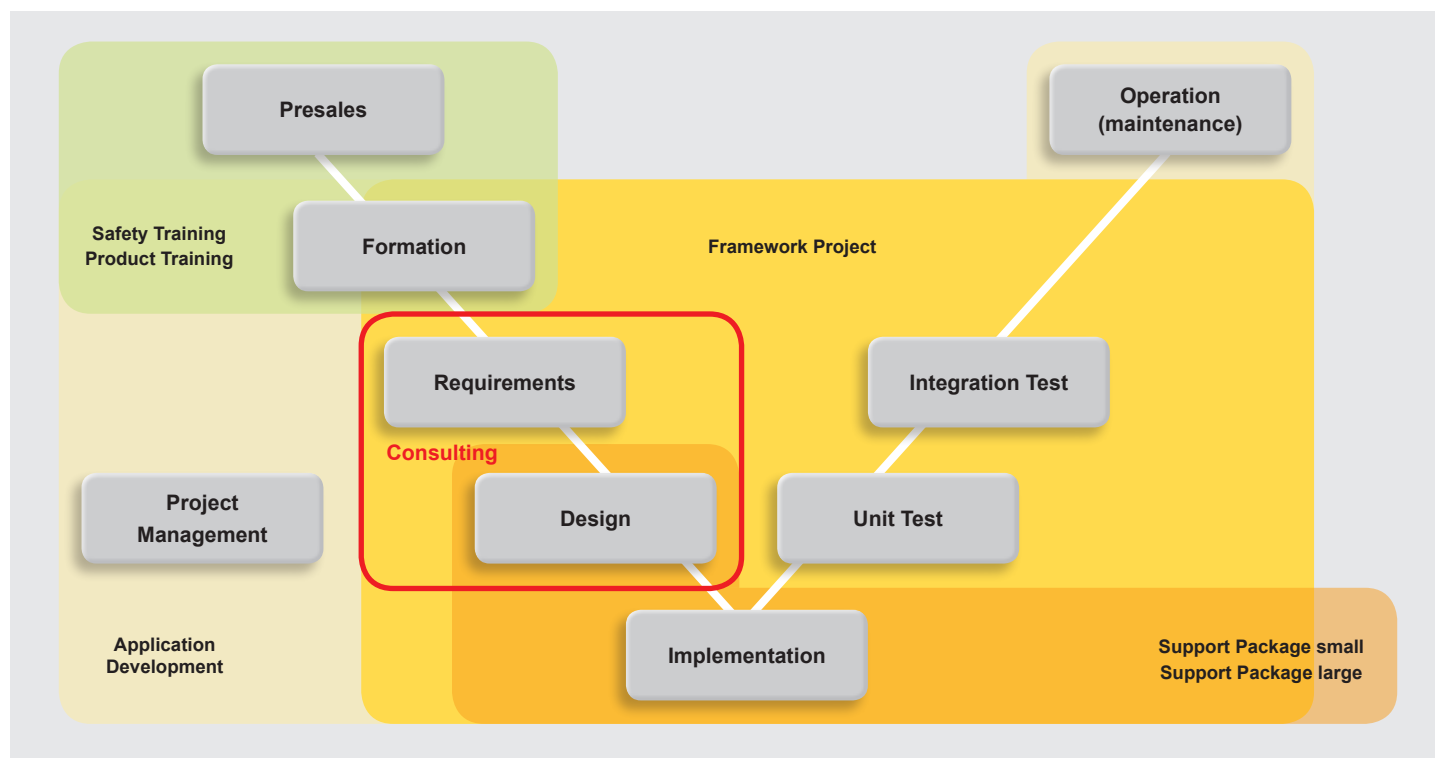 Presales
Operation
(maintenance)
Safety Training
Product Training
Formation
Framework Project
Requirements
Integration Test
Consulting
Project
Management
Design
Unit Test
Application
Development
Implementation
Support Package small
Support Package large